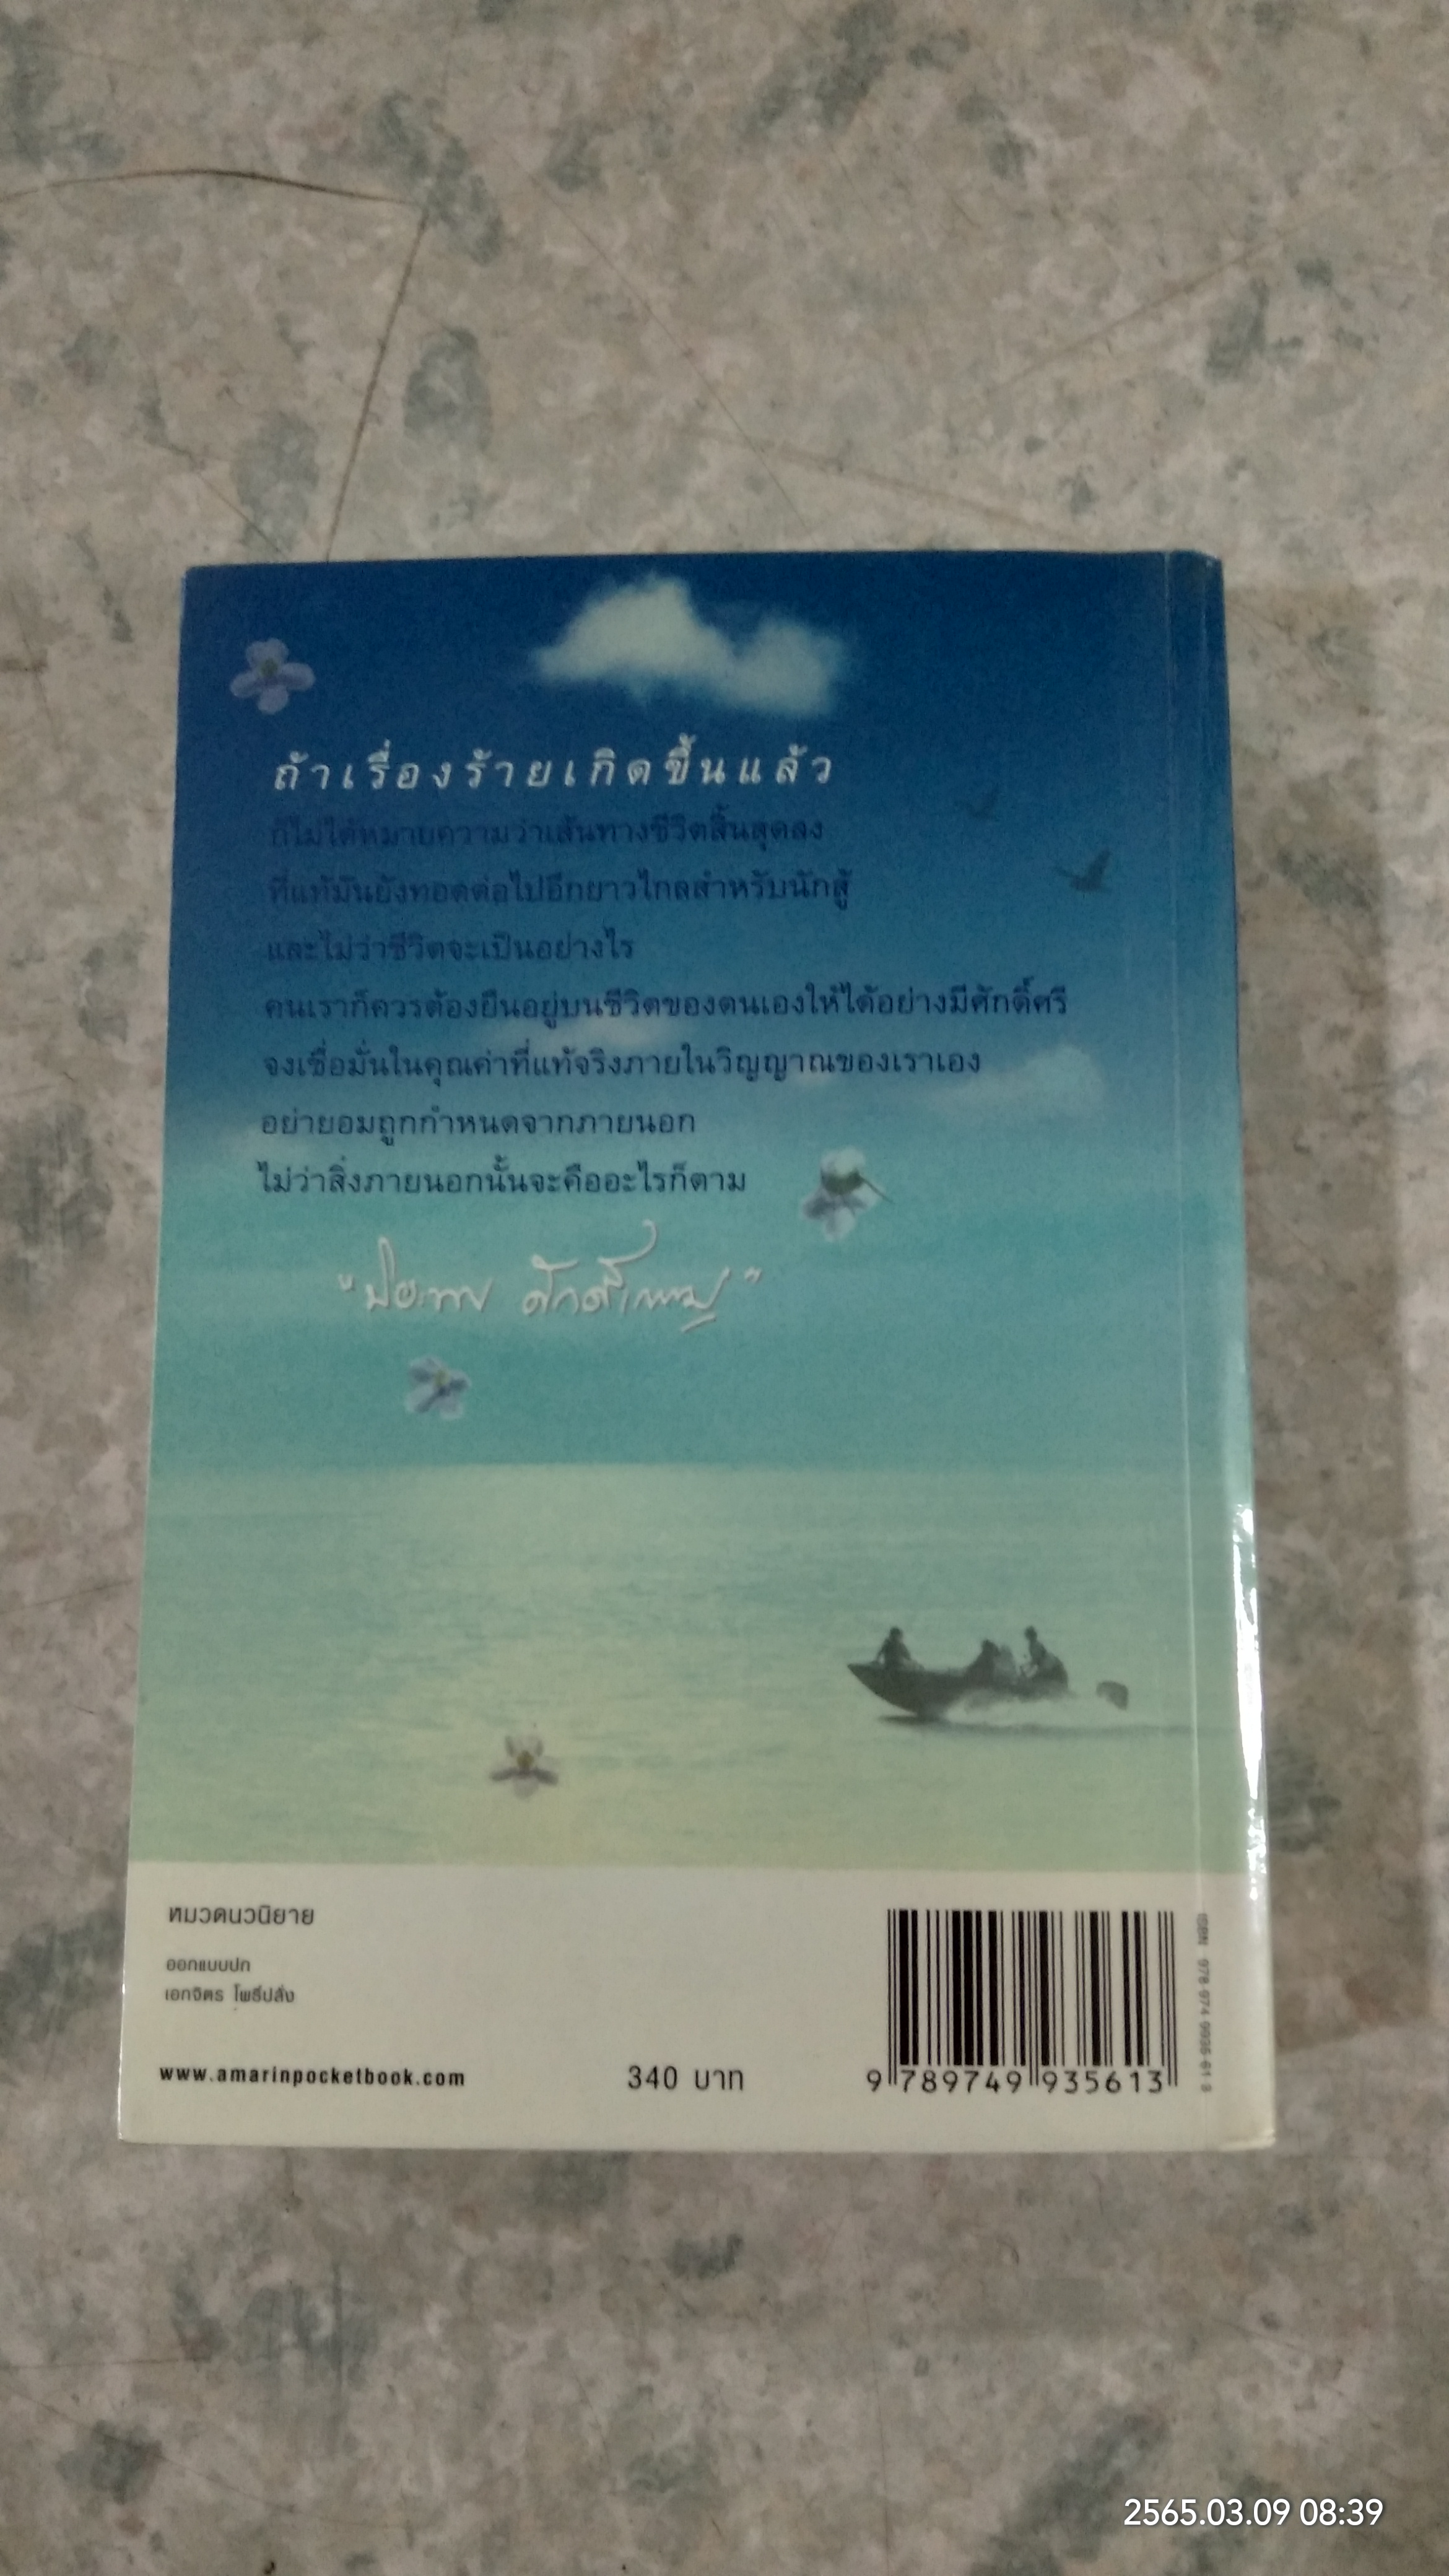 ถ้าเรื่องร้ายเกิดขึ้นแล้ว
ก็ไม่ได้หมายความว่าเส้นทางชีวิตสิ้นสุดลง
ที่แท้มันยังทอดต่อไปอีกยาวไกลสำหรับนักสู้
และไม่ว่าชีวิตจะเป็นอย่างไร
คนเราก็ควรต้องยืนอยู่บนชีวิตของตนเองให้ได้อย่างมีศักดิ์ศรี
จงเชื่อมั่นในคุณค่าที่แท้จริงภายในวิญญาณของเราเอง
อย่ายอมถูกกำหนดจากภายนอก
ไม่ว่าสิ่งภายนอกนั้นจะคืออะไรก็ตาม
หมวดนวนิยาย
ออกแบบปก
เอกจิตร โพธิ์ปลั่ง
www.amarinpocketbook.com
340 บาท
9 789749 935613
ISBN 978-974-9935-61-3
2565.03.09 08:39